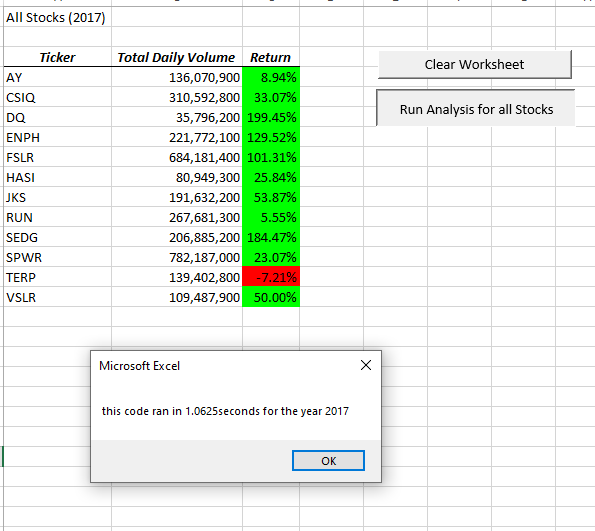 All Stocks (2017)
Ticker Total Daily Volume Return
Clear Worksheet
AY 136,070,900 8.94%
CSIQ 310,592,800 33.07%
Run Analysis for all Stocks
DQ 35,796,200 199.45%
ENPH 221,772,100 129.52%
FSLR 684,181,400 101.31%
HASI 80,949,300 25.84%
JKS 191,632,200 53.87%
RUN 267,681,300 5.55%
SEDG 206,885,200 184.47%
SPWR 782,187,000 23.07%
TERP 139,402,800 -7.21%
VSLR 109,487,900 50.00%
Microsoft Excel
this code ran in 1.0625seconds for the year 2017
OK